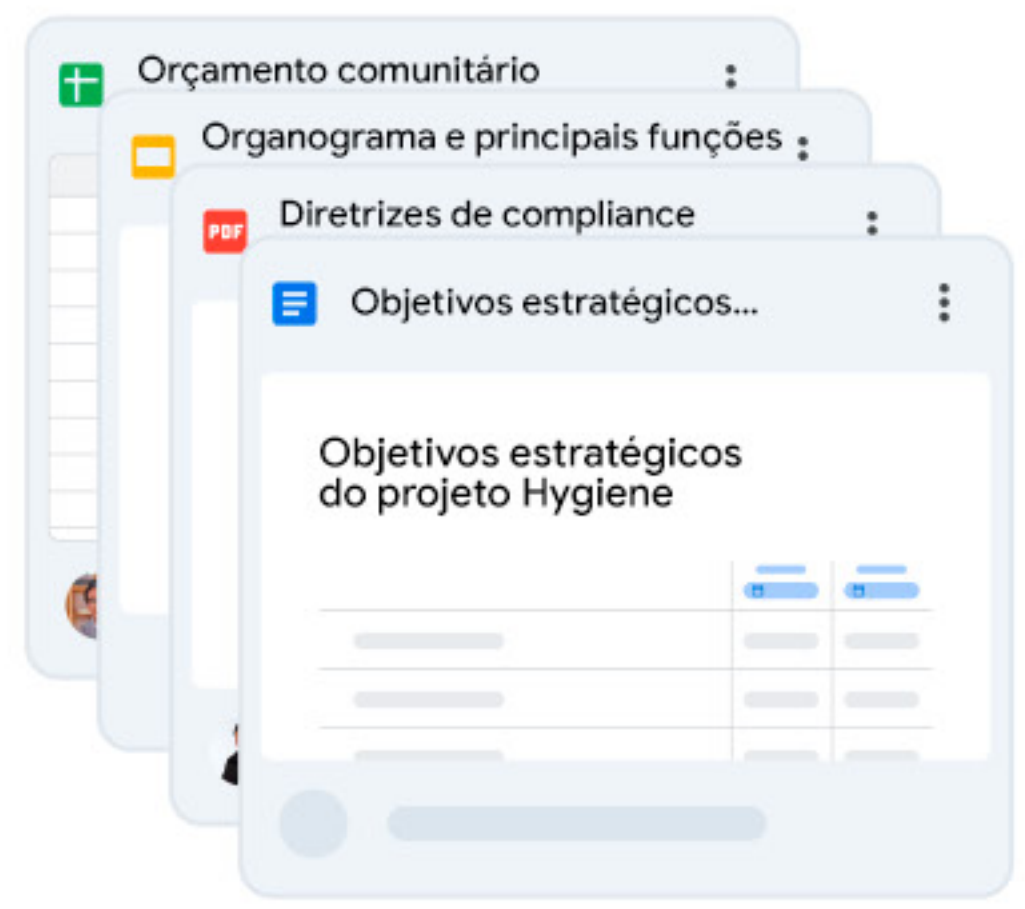 Orçamento comunitário
Organograma e principais funções
PDF
Diretrizes de compliance
Objetivos estratégicos...
Objetivos estratégicos
do projeto Hygiene